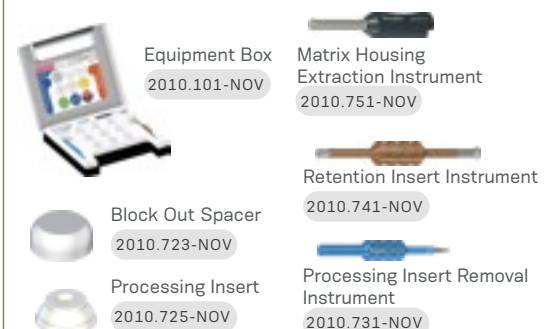 Equipment Box
2010.101-NOV
Block Out Spacer
2010.723-NOV
Processing Insert
2010.725-NOV
Matrix Housing
Extraction Instrument
2010.751-NOV
Retention Insert Instrument
2010.741-NOV
Processing Insert Removal
Instrument
2010.731-NOV